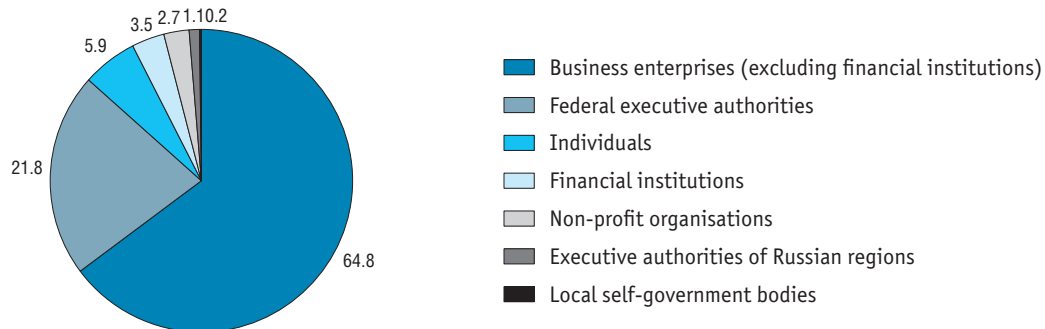 3.5 2.7 1.1 0.2
5.9
21.8
64.8
Business enterprises (excluding financial institutions)
Federal executive authorities
Individuals
Financial institutions
Non-profit organisations
Executive authorities of Russian regions
Local self-government bodies